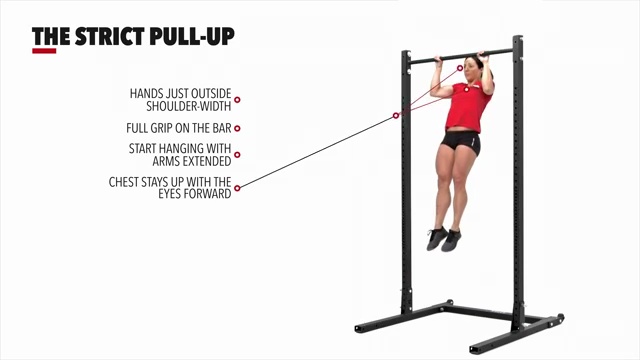 THE STRICT PULL-UP
HANDS JUST OUTSIDE
SHOULDER-WIDTH
FULL GRIP ON THE BAR
START HANGING WITH
ARMS EXTENDED
CHEST STAYS UP WITH THE
EYES FORWARD